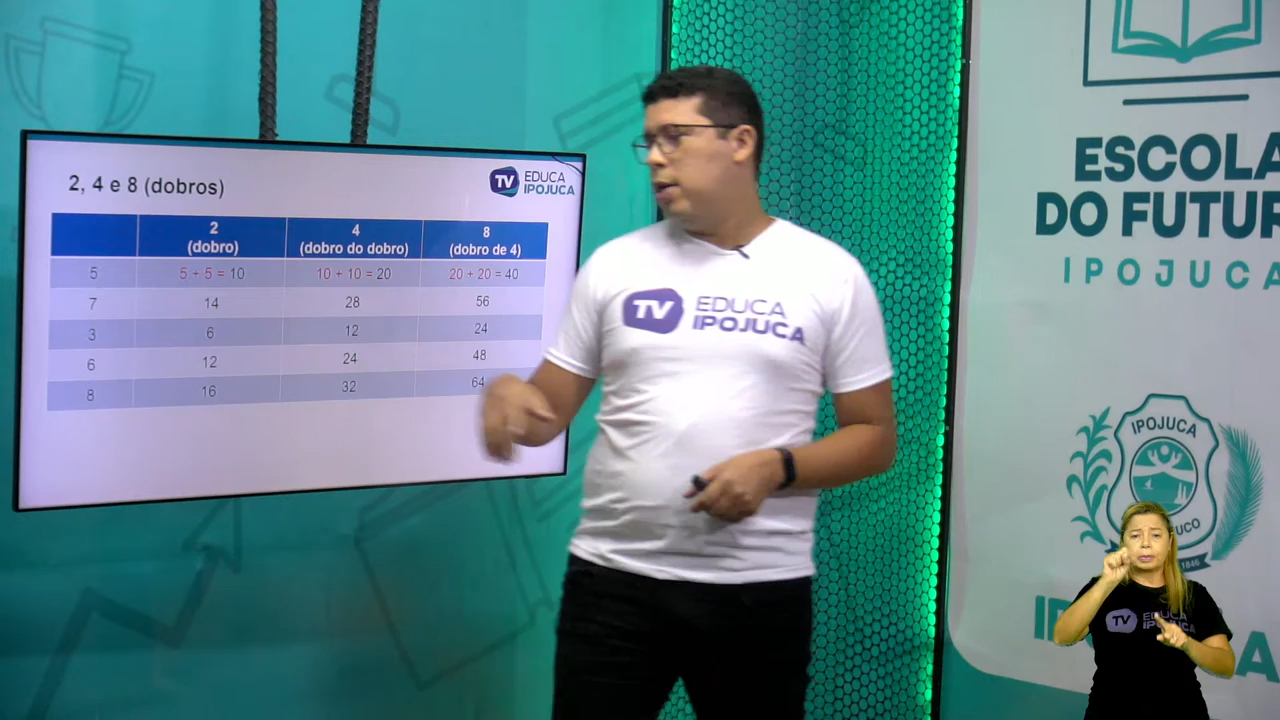 2, 4 e 8 (dobros)
TV EDUCA
IPOJUCA
2
(dobro)
4
(dobro do dobro)
8
(dobro de 4)
5 5 + 5 = 10 10 + 10 = 20 20 + 20 = 40
7 14 28 56
3 6 12 24
6 12 24 48
8 16 32 64
TV EDUCA
IPOJUCA
ESCOLA
DO FUTUR
IPOJUCA
IPOJUCA
UCO
1846
TV EDUCA
IPOJUCA